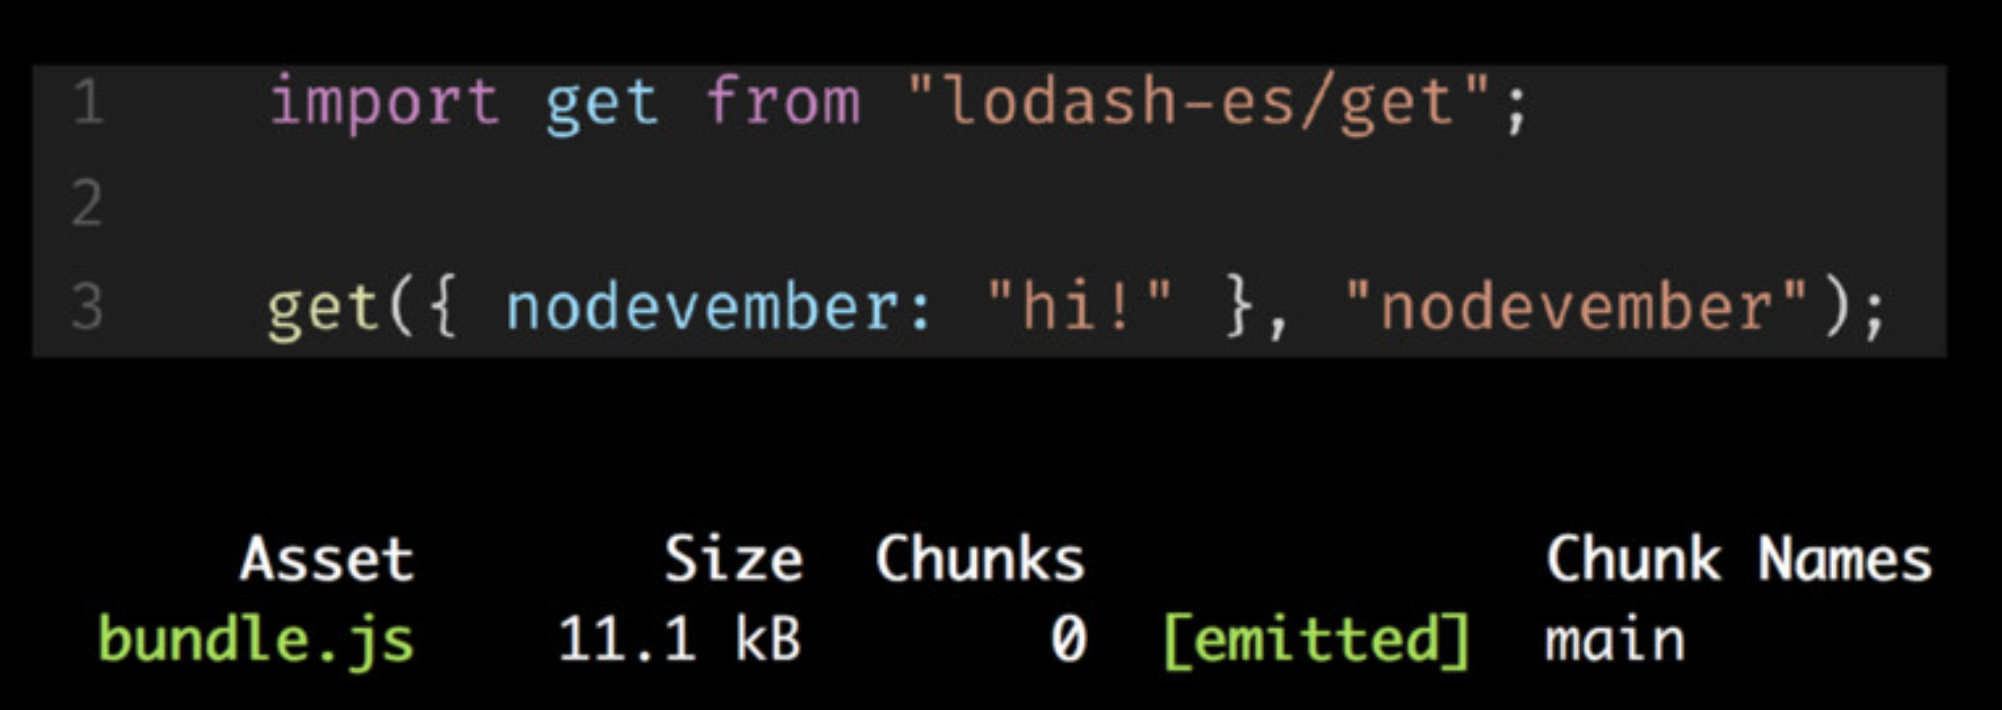 1 import get from "lodash-es/get";
2
3 get({ nodevember: "hi!" }, "nodevember");
Asset Size Chunks Chunk Names
bundle.js 11.1 kB 0 [emitted] main